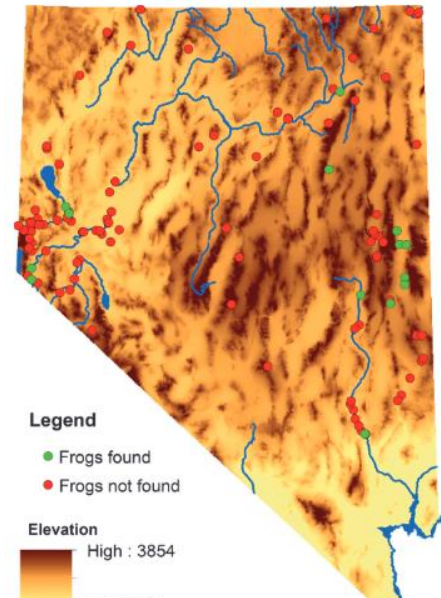 Legend
Frogs found
Frogs not found
Elevation
High : 3854